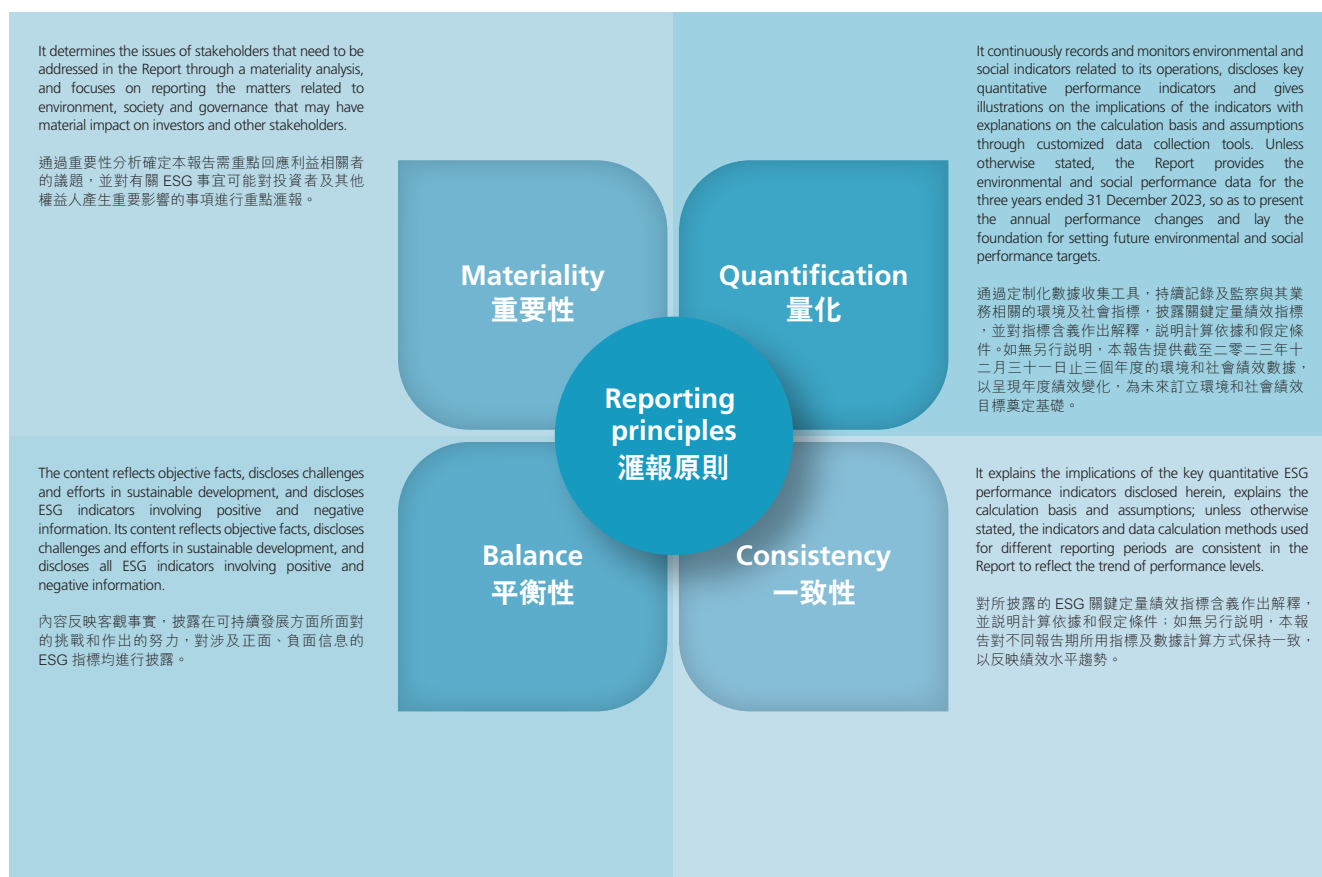 It determines the issues of stakeholders that need to be
addressed in the Report through a materiality analysis,
and focuses on reporting the matters related to
environment, society and governance that may have
material impact on investors and other stakeholders.
通過重要性分析確定本報告需重點回應利益相關者
的議題，並對有關 ESG 事宜可能對投資者及其他
權益人產生重要影響的事項進行重點滙報。
Materiality
重要性
It continuously records and monitors environmental and
social indicators related to its operations, discloses key
quantitative performance indicators and gives
illustrations on the implications of the indicators with
explanations on the calculation basis and assumptions
through customized data collection tools. Unless
otherwise stated, the Report provides the
environmental and social performance data for the
three years ended 31 December 2023, so as to present
the annual performance changes and lay the
foundation for setting future environmental and social
performance targets.
通過定制化數據收集工具，持續記錄及監察與其業
務相關的環境及社會指標，披露關鍵定量績效指標
，並對指標含義作出解釋，説明計算依據和假定條
件。如無另行説明，本報告提供截至二零二三年十
二月三十一日止三個年度的環境和社會績效數據，
以呈現年度績效變化，為未來訂立環境和社會績效
目標奠定基礎。
Quantification
量化
Reporting
principles
滙報原則
The content reflects objective facts, discloses challenges
and efforts in sustainable development, and discloses
ESG indicators involving positive and negative
information. Its content reflects objective facts, discloses
challenges and efforts in sustainable development, and
discloses all ESG indicators involving positive and
negative information.
內容反映客觀事實，披露在可持續發展方面所面對
的挑戰和作出的努力，對涉及正面、負面信息的
ESG 指標均進行披露。
Balance
平衡性
Consistency
一致性
It explains the implications of the key quantitative ESG
performance indicators disclosed herein, explains the
calculation basis and assumptions; unless otherwise
stated, the indicators and data calculation methods used
for different reporting periods are consistent in the
Report to reflect the trend of performance levels.
對所披露的 ESG 關鍵定量績效指標含義作出解釋，
並説明計算依據和假定條件；如無另行説明，本報
告對不同報告期所用指標及數據計算方式保持一致，
以反映績效水平趨勢。